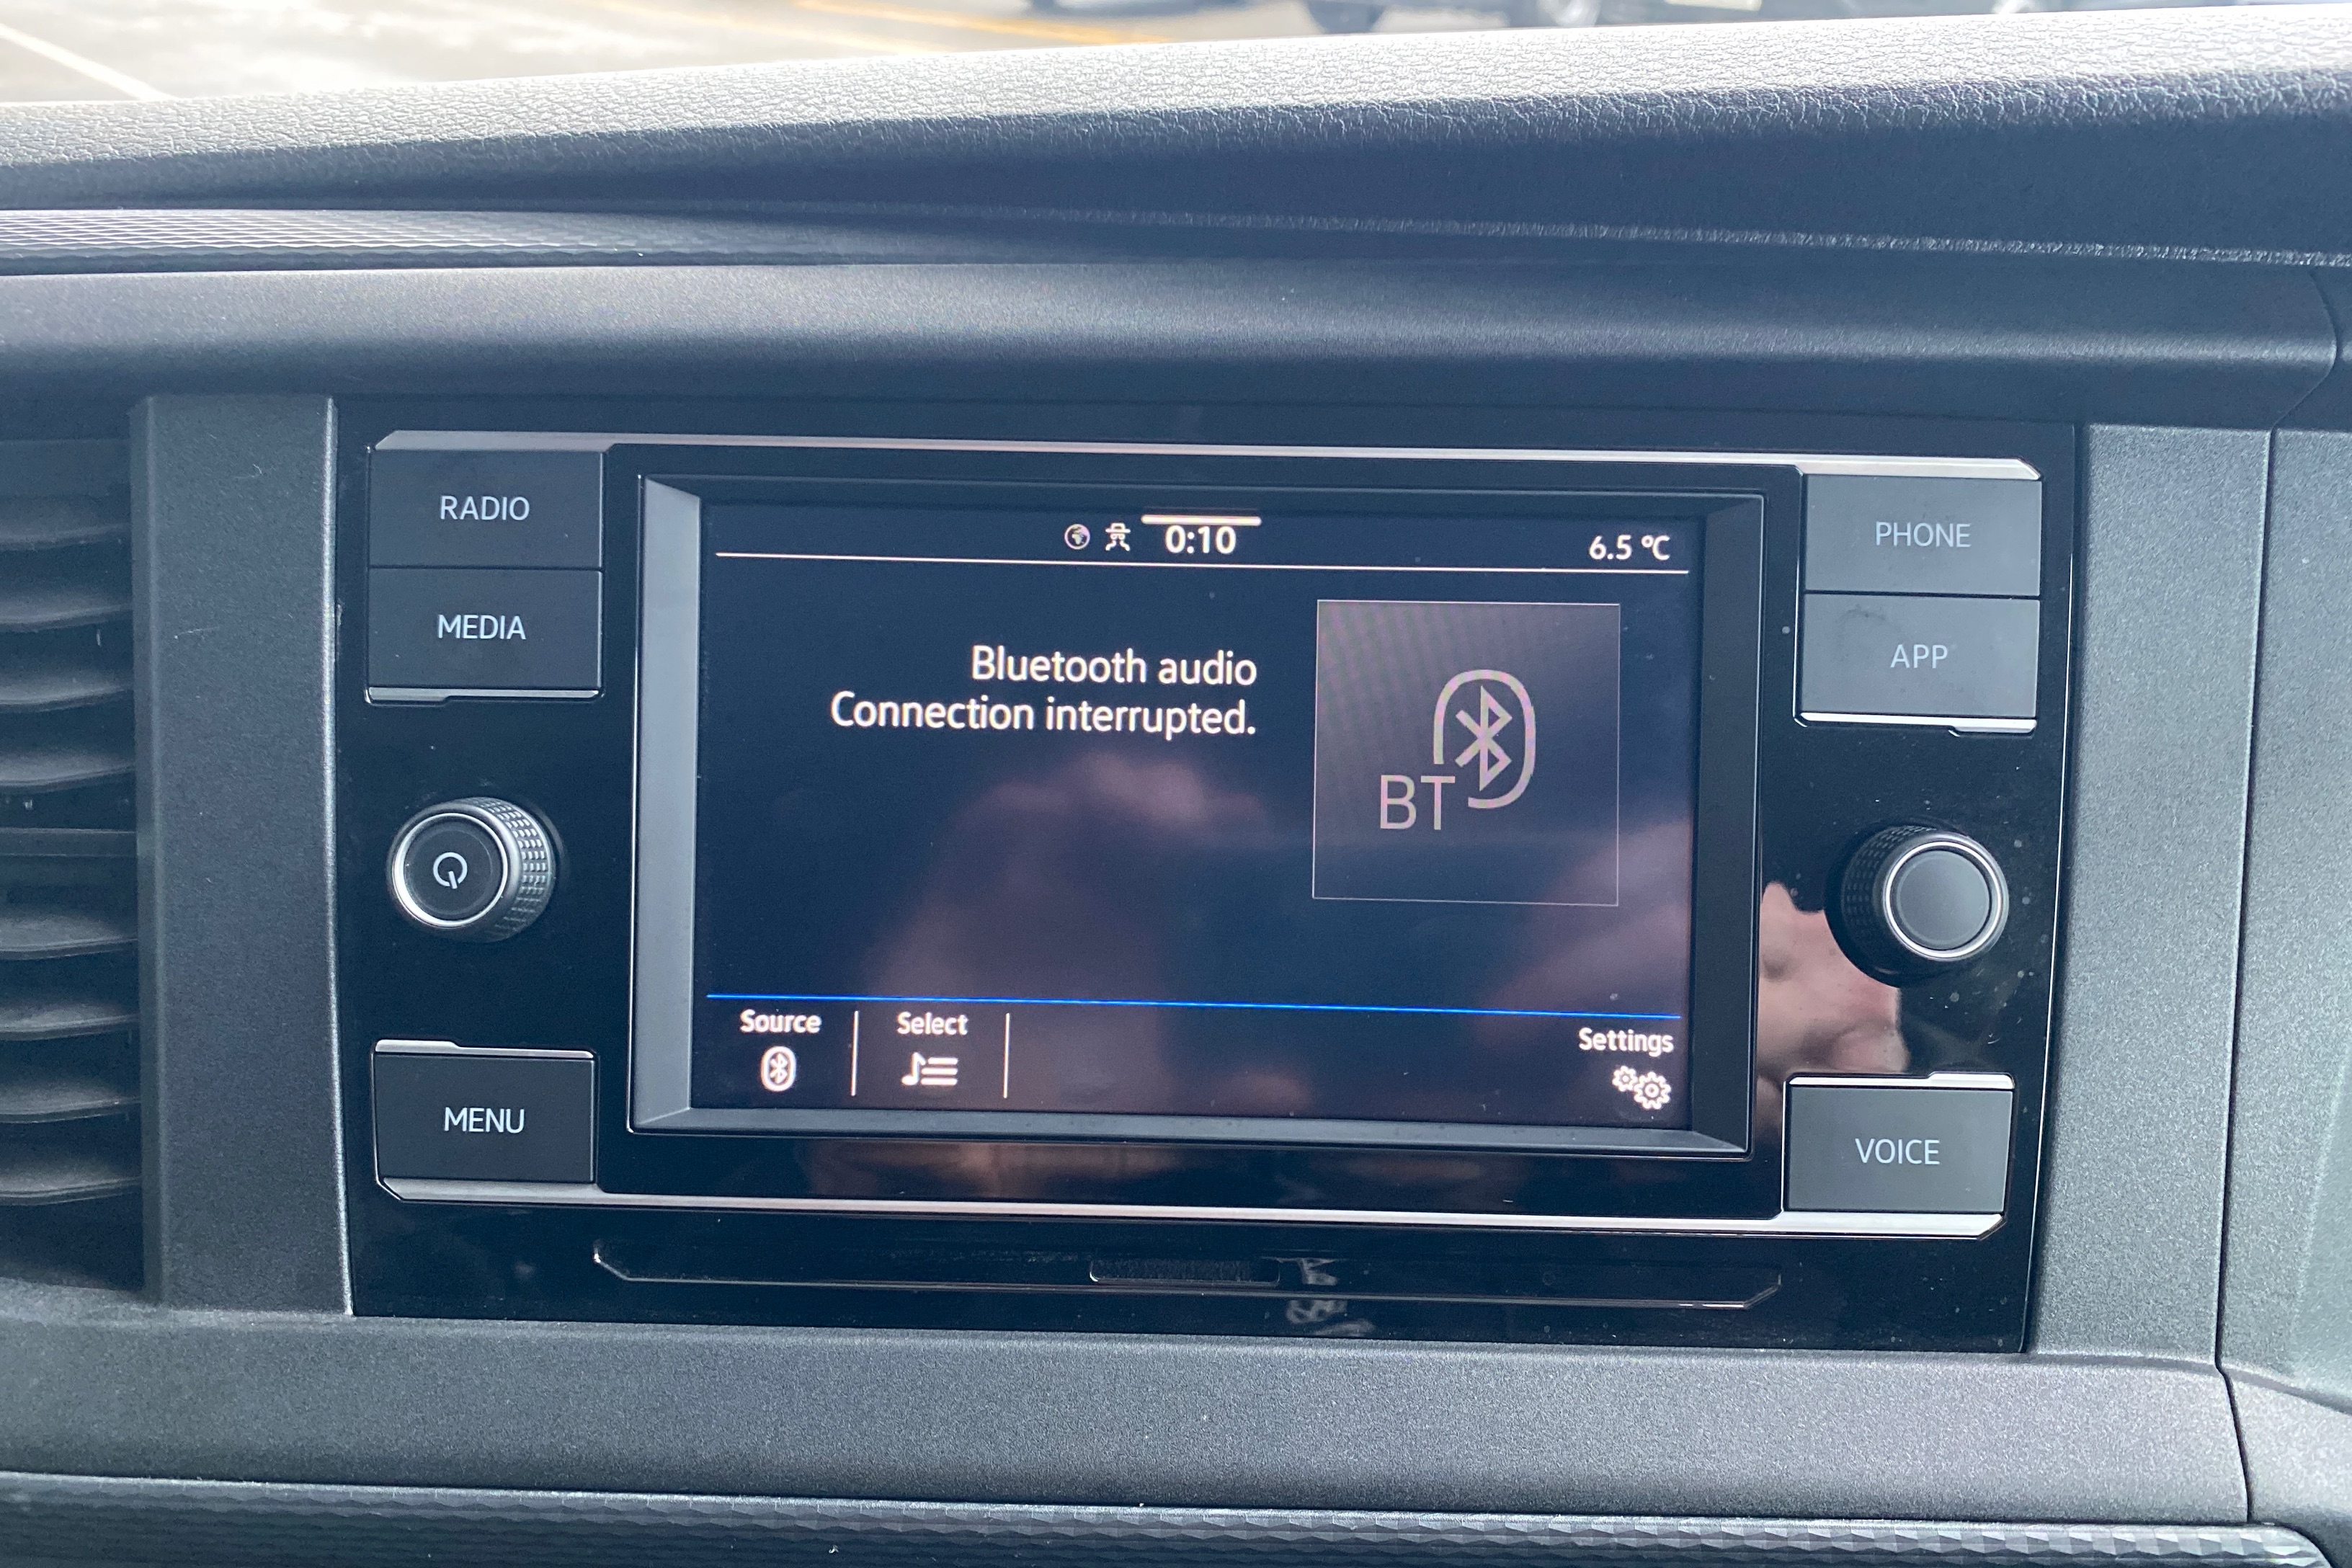 RADIO
MEDIA
MENU
0:10
6.5 °C
Bluetooth audio
Connection interrupted.
BT
Source
Select
Settings
PHONE
APP
VOICE